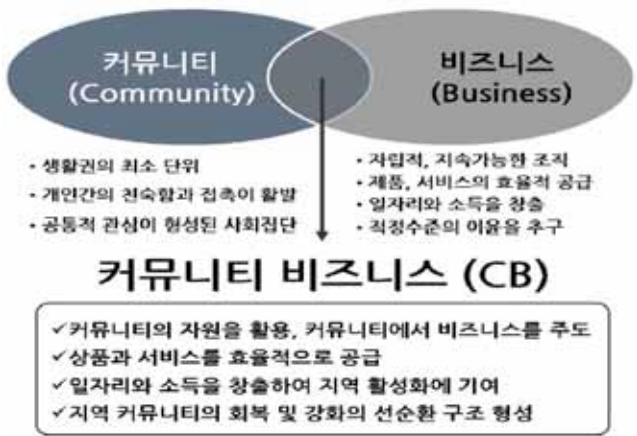 커뮤니티
(Community)
비즈니스
(Business)
• 생활권의 최소 단위
• 개인간의 친숙함과 접촉이 활발
• 공통적 관심이 형성된 사회집단
• 자립적, 지속가능한 조직
• 제품, 서비스의 효율적 공급
• 일자리와 소득을 창출
• 적정수준의 이윤을 추구
커뮤니티 비즈니스 (CB)
✓커뮤니티의 자원을 활용, 커뮤니티에서 비즈니스를 주도
✓상품과 서비스를 효율적으로 공급
✓일자리와 소득을 창출하여 지역 활성화에 기여
✓지역 커뮤니티의 회복 및 강화의 선순환 구조 형성